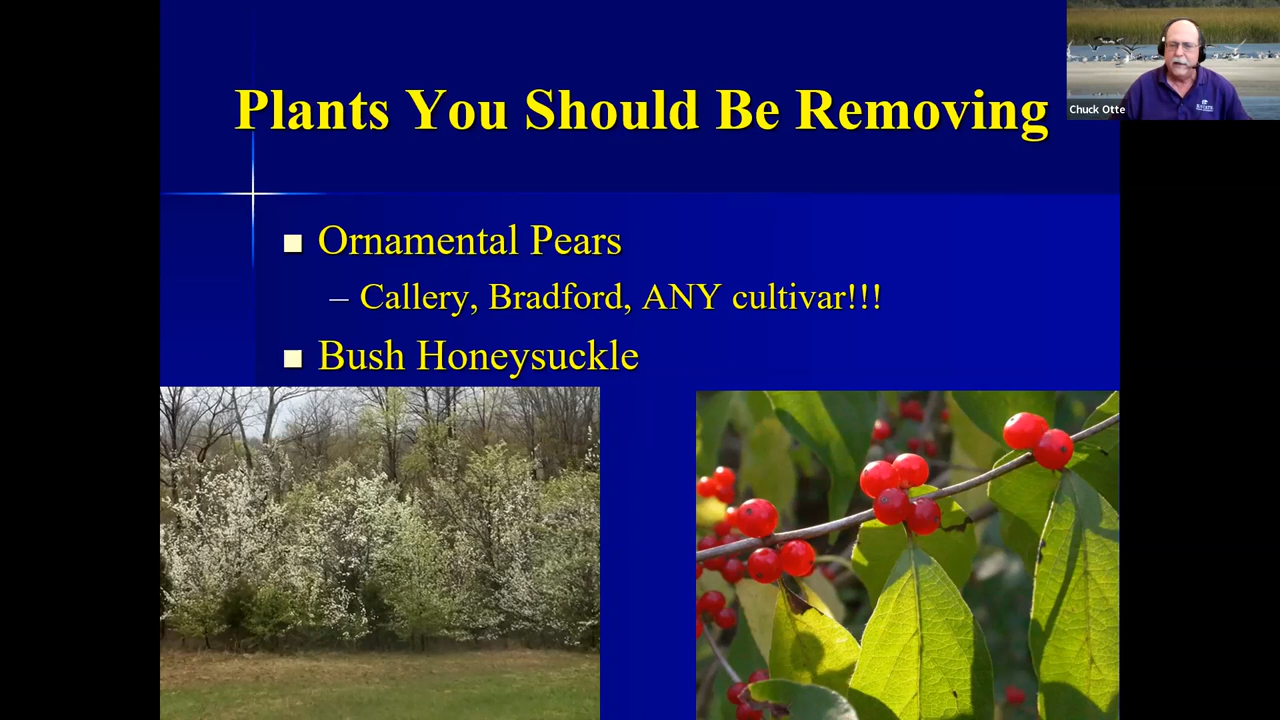 Plants You Should Be Removing
Chuck Otte
Ornamental Pears
– Callery, Bradford, ANY cultivar!!!
Bush Honeysuckle